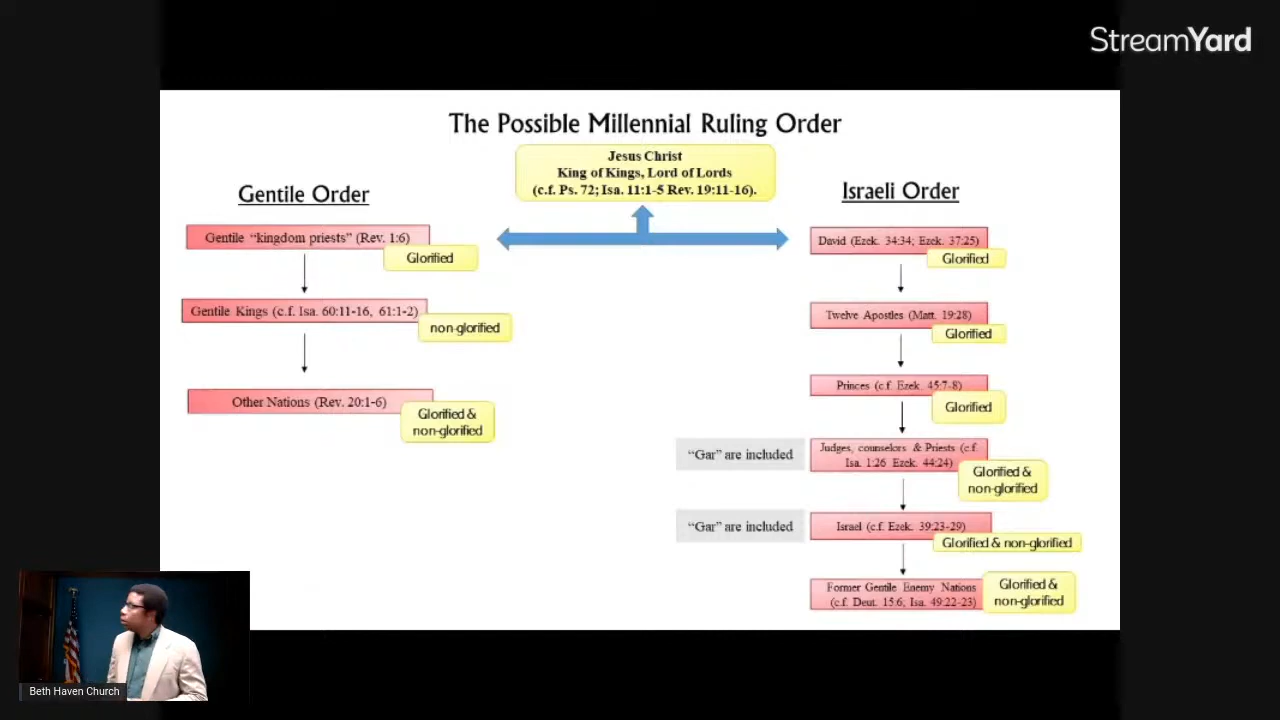 StreamYard
The Possible Millennial Ruling Order
Jesus Christ
King of Kings, Lord of Lords
(c.f. Ps. 72; Isa. 11:1-5 Rev. 19:11-16).
Gentile Order
Gentile “kingdom priests” (Rev. 1:6)
Glorified
Gentile Kings (c.f. Isa. 60:11-16, 61:1-2)
non-glorified
Other Nations (Rev. 20:1-6)
Glorified &
non-glorified
Israeli Order
David (Ezek. 34:34; Ezek. 37:25)
Glorified
Twelve Apostles (Matt. 19:28)
Glorified
Princes (c.f. Ezek. 45:7-8)
Glorified
“Gar” are included
Judges, counselors & Priests (c.f.
Isa. 1:26 Ezek. 44:24)
Glorified &
non-glorified
“Gar” are included
Israel (c.f. Ezek. 39:23-29)
Glorified & non-glorified
Former Gentile Enemy Nations
(c.f. Deut. 15:6; Isa. 49:22-23)
Glorified &
non-glorified
Beth Haven Church